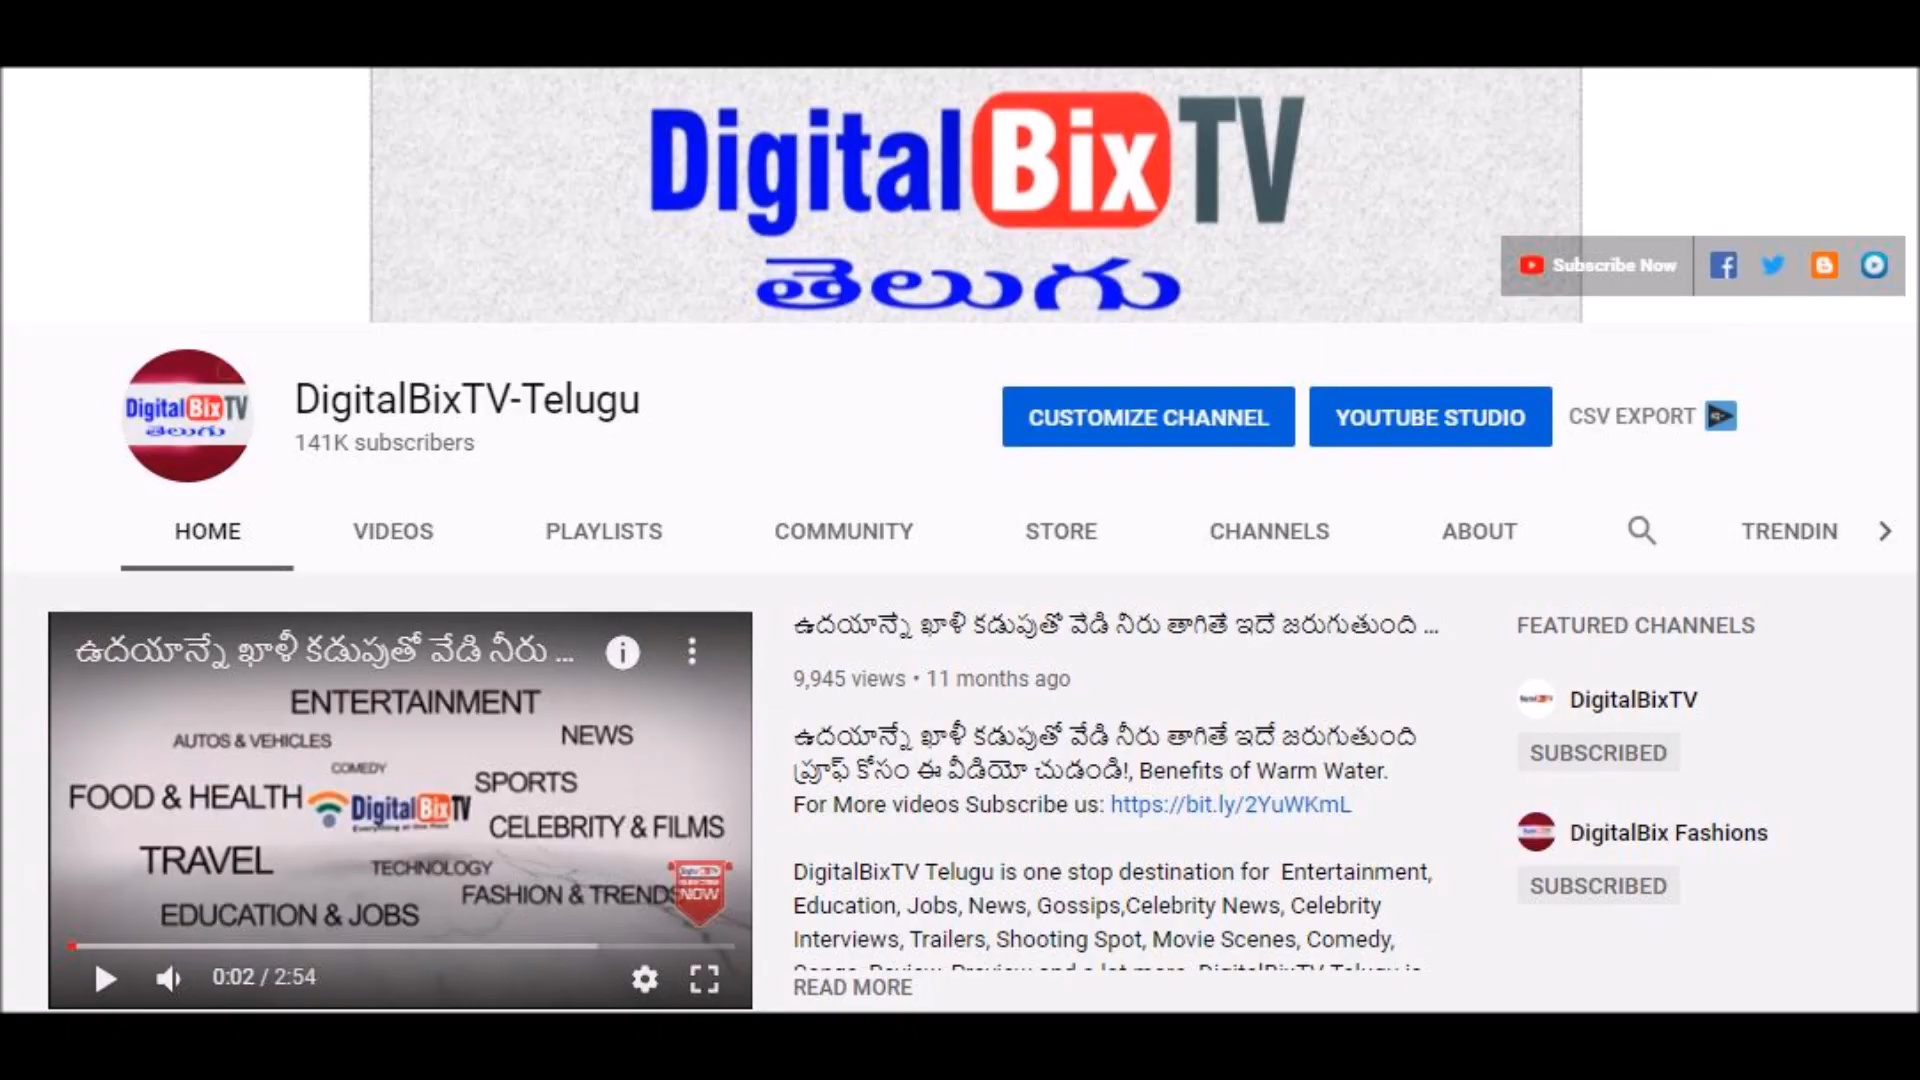 DigitalBixTV
తెలుగు
Subscribe Now
DigitalBixTV
తెలుగు
DigitalBixTV-Telugu
141K subscribers
CUSTOMIZE CHANNEL
YOUTUBE STUDIO
CSV EXPORT
HOME
VIDEOS
PLAYLISTS
COMMUNITY
STORE
CHANNELS
ABOUT
TRENDIN
ఉదయాన్నే ఖాళీ కడుపుతో వేడి నీరు ...
ENTERTAINMENT
AUTOS & VEHICLES
NEWS
COMEDY
SPORTS
FOOD & HEALTH
DigitalBixTV
CELEBRITY & FILMS
TRAVEL
TECHNOLOGY
FASHION & TRENDS
NOW
EDUCATION & JOBS
0:02 / 2:54
ఉదయాన్నే ఖాళీ కడుపుతో వేడి నీరు తాగితే ఇదే జరుగుతుంది ...
9,945 views • 11 months ago
ఉదయాన్నే ఖాళీ కడుపుతో వేడి నీరు తాగితే ఇదే జరుగుతుంది
ప్రూఫ్ కోసం ఈ వీడియో చుడండి!, Benefits of Warm Water.
For More videos Subscribe us: https://bit.ly/2YuWKmL
DigitalBixTV Telugu is one stop destination for Entertainment,
Education, Jobs, News, Gossips,Celebrity News, Celebrity
Interviews, Trailers, Shooting Spot, Movie Scenes, Comedy,
READ MORE
FEATURED CHANNELS
DigitalBixTV
SUBSCRIBED
DigitalBix Fashions
SUBSCRIBED